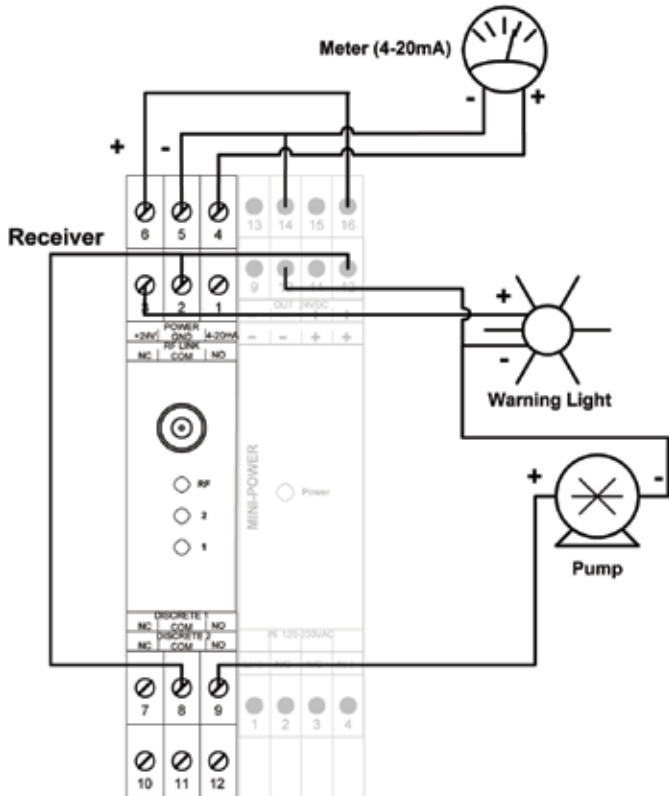 Meter (4-20mA)
- +
+ -
6 5 4 13 14 15 16
Receiver
2 1 9
+
OUT 24VDC
+24V POWER GND 4-20mA - - + +
RF LINK
NC COM NO
-
Warning Light
RF
2
1
MINI-POWER
Power
+ -
Pump
DISCRETE 1
NC COM NO
DISCRETE 2
NC COM NO
IN 120-230VAC
7 8 9 1 2 3 4
10 11 12